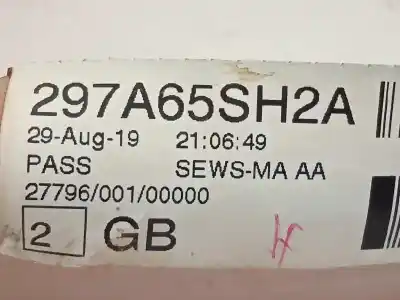 297A65SH2A
29-Aug-19 21:06:49
PASS SEWS-MA AA
27796/001/00000
2 GB